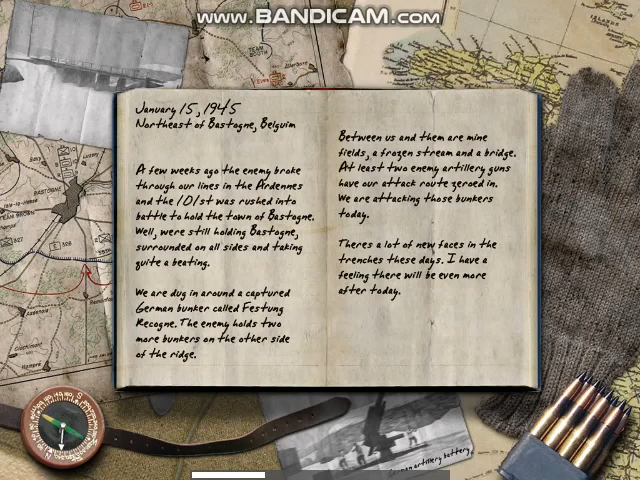 www.BANDICAM.com
January 15, 1945
Northeast of Bastogne, Belguim
A few weeks ago the enemy broke
through our lines in the Ardennes
and the 101st was rushed into
battle to hold the town of Bastogne.
Well, were still holding Bastogne,
surrounded on all sides and taking
quite a beating.
We are dug in around a captured
German bunker called Festung
Recogne. The enemy holds two
more bunkers on the other side
of the ridge.
Between us and them are mine
fields, a frozen stream and a bridge.
At least two enemy artillery guns
have our attack route zeroed in.
We are attacking those bunkers
today.
Theres a lot of new faces in the
trenches these days. I have a
feeling there will be even more
after today.
BASTOGNE
TEAM
ISLANDS
artillery battery